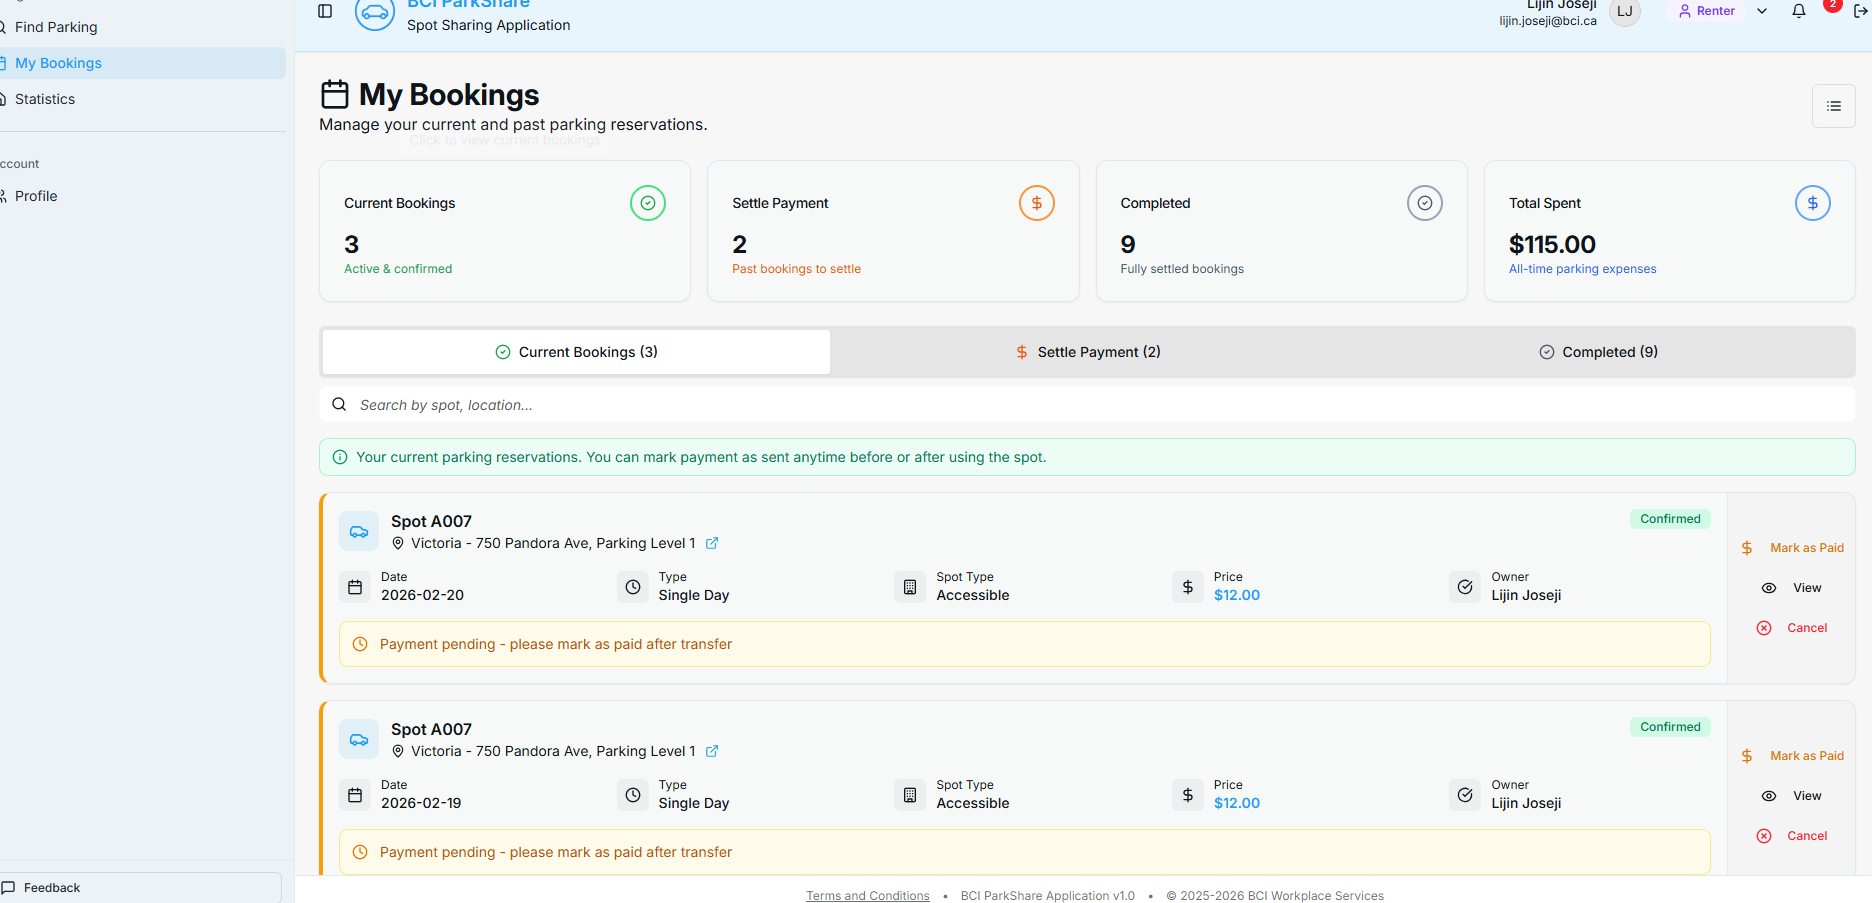 Find Parking
My Bookings
Statistics
ccount
Profile
Feedback
BCI ParkShare
Spot Sharing Application
Lijin Joseji
lijin.joseji@bci.ca
LJ
Renter
2
My Bookings
Manage your current and past parking reservations.
Click to view current bookings
Current Bookings
3
Active & confirmed
Settle Payment
2
Past bookings to settle
Completed
9
Fully settled bookings
Total Spent
$115.00
All-time parking expenses
Current Bookings (3)
Settle Payment (2)
Completed (9)
Search by spot, location...
Your current parking reservations. You can mark payment as sent anytime before or after using the spot.
Spot A007
Victoria - 750 Pandora Ave, Parking Level 1
Confirmed
Date
2026-02-20
Type
Single Day
Spot Type
Accessible
Price
$12.00
Owner
Lijin Joseji
Payment pending - please mark as paid after transfer
Mark as Paid
View
Cancel
Spot A007
Victoria - 750 Pandora Ave, Parking Level 1
Confirmed
Date
2026-02-19
Type
Single Day
Spot Type
Accessible
Price
$12.00
Owner
Lijin Joseji
Payment pending - please mark as paid after transfer
Mark as Paid
View
Cancel
Terms and Conditions • BCI ParkShare Application v1.0 • © 2025-2026 BCI Workplace Services